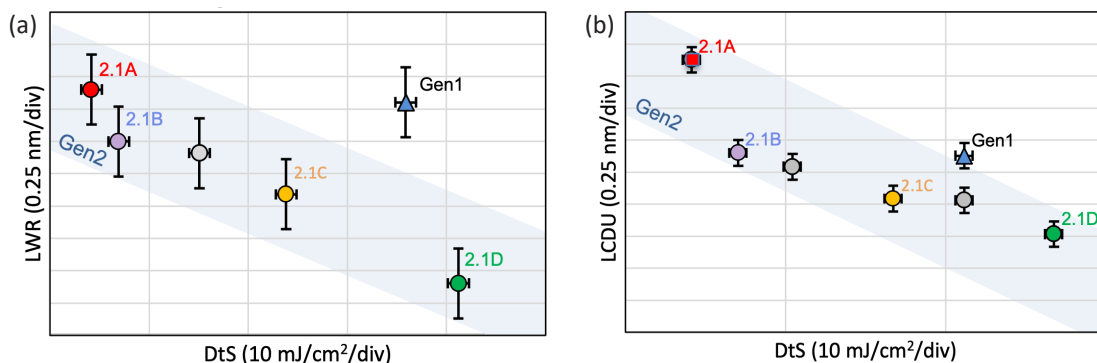 (a)
2.1A
Gen1
2.1B
Gen2
2.1C
2.1D
LWR (0.25 nm/div)
DtS (10 mJ/cm²/div)
(b)
2.1A
Gen2
2.1B
Gen1
2.1C
2.1D
LCDU (0.25 nm/div)
DtS (10 mJ/cm²/div)